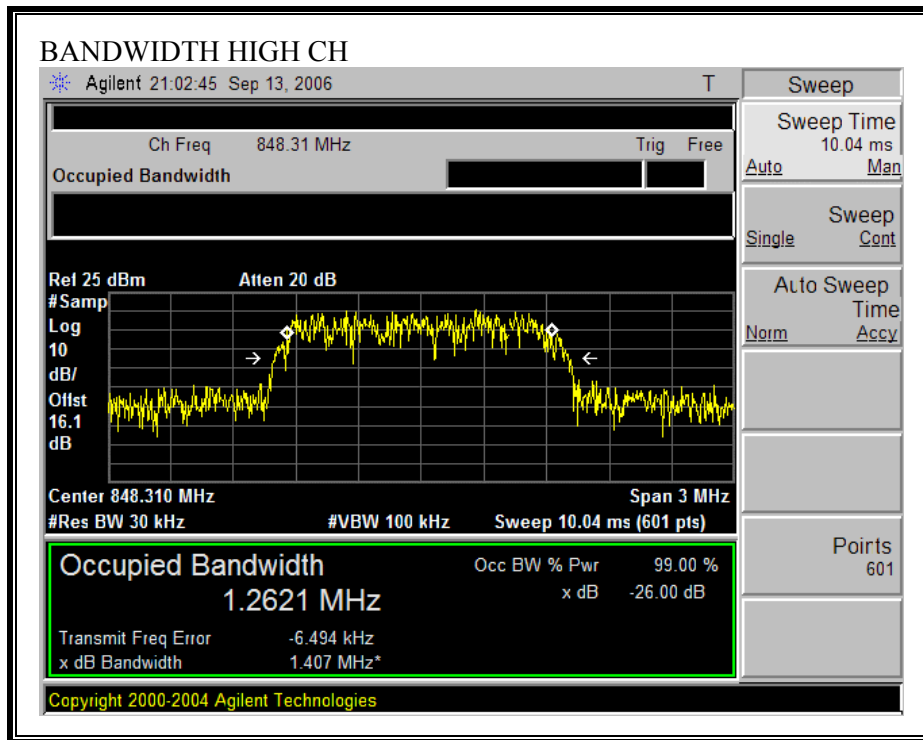 BANDWIDTH HIGH CH
Agilent 21:02:45 Sep 13, 2006 T
Sweep
Ch Freq 848.31 MHz Trig Free
Occupied Bandwidth
Sweep Time
10.04 ms
Auto Man
Sweep
Single Cont
Auto Sweep
Time
Norm Accy
Ref 25 dBm Atten 20 dB
#Samp
Log
10
dB/
Offst
16.1
dB
Center 848.310 MHz Span 3 MHz
#Res BW 30 kHz #VBW 100 kHz Sweep 10.04 ms (601 pts)
Points
601
Occupied Bandwidth
1.2621 MHz
Occ BW % Pwr 99.00 %
x dB -26.00 dB
Transmit Freq Error -6.494 kHz
x dB Bandwidth 1.407 MHz*
Copyright 2000-2004 Agilent Technologies